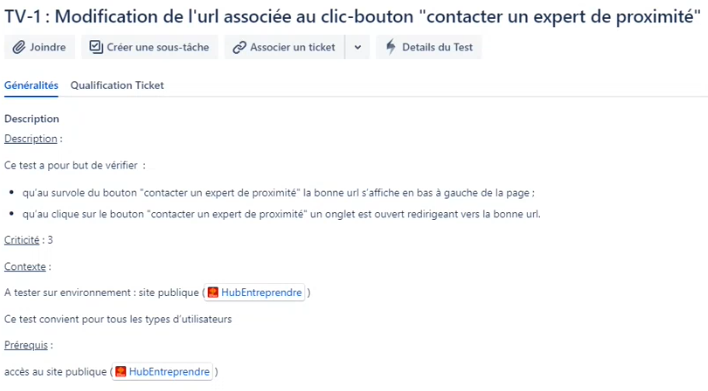 TV-1 : Modification de l'url associée au clic-bouton "contacter un expert de proximité"
Joindre Créer une sous-tâche Associer un ticket Details du Test
Généralités Qualification Ticket
Description
Description :
Ce test a pour but de vérifier :
• qu'au survole du bouton "contacter un expert de proximité" la bonne url s'affiche en bas à gauche de la page ;
• qu'au clique sur le bouton "contacter un expert de proximité" un onglet est ouvert redirigeant vers la bonne url.
Criticité : 3
Contexte :
A tester sur environnement : site publique ( HubEntreprendre )
Ce test convient pour tous les types d'utilisateurs
Prérequis :
accés au site publique ( HubEntreprendre )